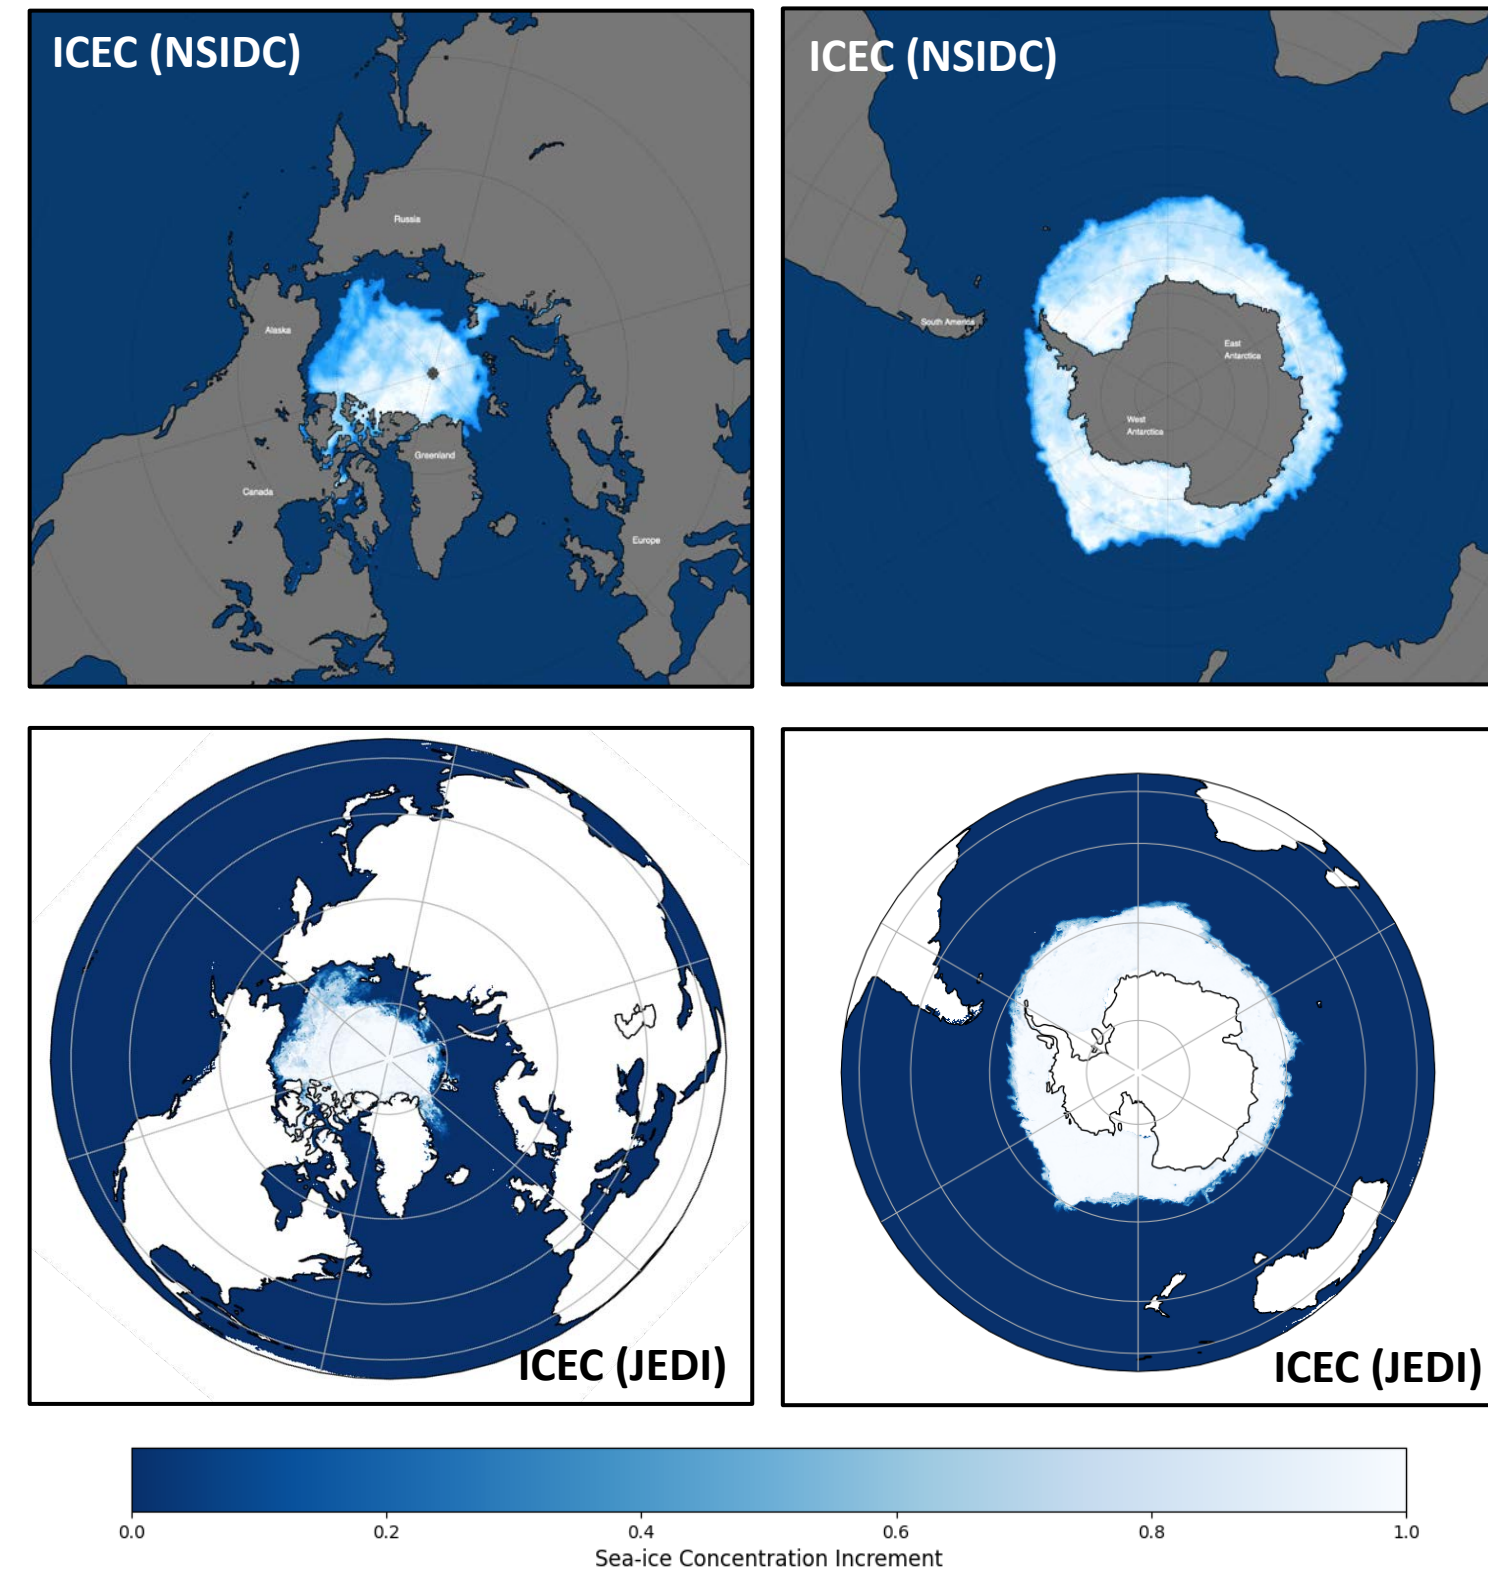 ICEC (NSIDC)
Russia
Alaska
Greenland
Canada
Europe
ICEC (NSIDC)
South America
East
Antarctica
West
Antarctica
ICEC (JEDI)
ICEC (JEDI)
0.0 0.2 0.4 0.6 0.8 1.0
Sea-ice Concentration Increment